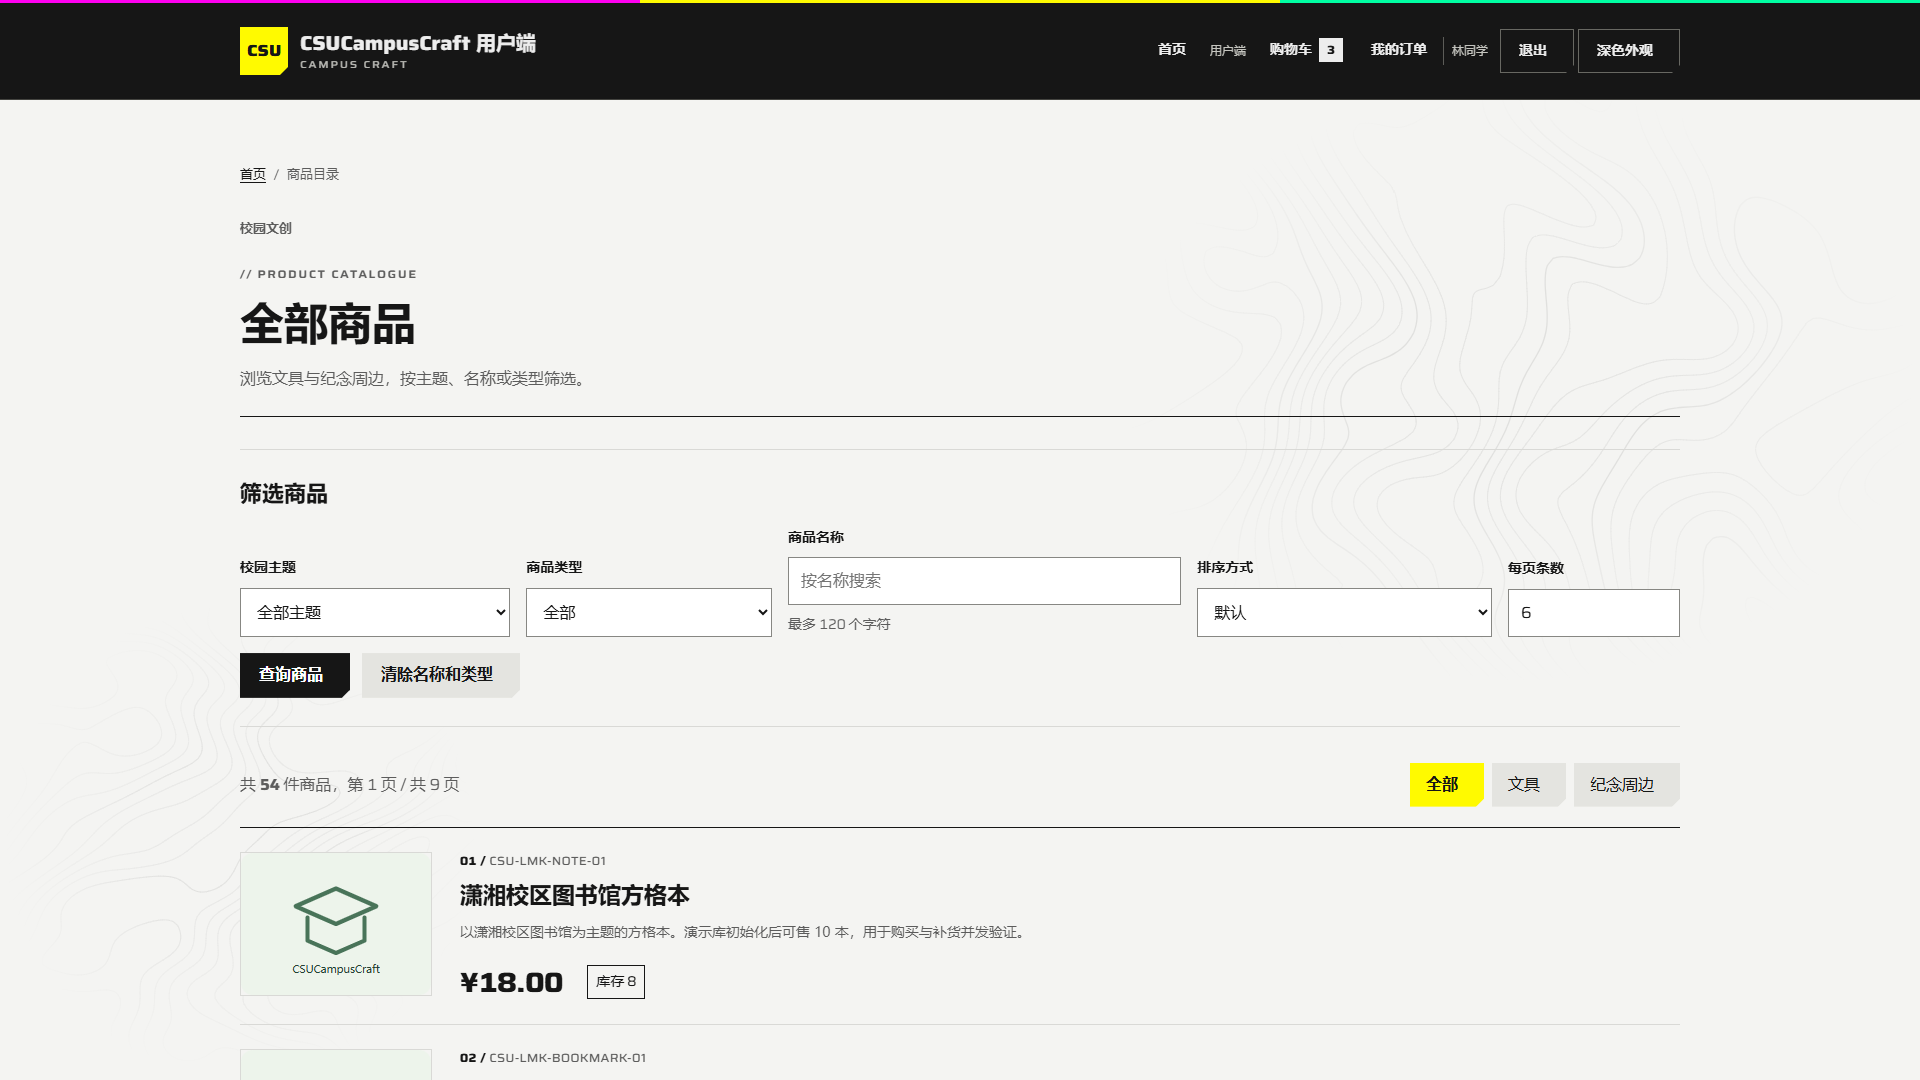 CSU
CSUCampusCraft 用户端
CAMPUS CRAFT
首页
用户端
购物车 3
我的订单
林同学
退出
深色外观
首页 / 商品目录
校园文创
// PRODUCT CATALOGUE
全部商品
浏览文具与纪念周边，按主题、名称或类型筛选。
筛选商品
校园主题
全部主题
商品类型
全部
商品名称
按名称搜索
最多 120 个字符
排序方式
默认
每页条数
6
查询商品
清除名称和类型
共 54 件商品，第 1 页 / 共 9 页
全部
文具
纪念周边
CSUCampusCraft
01 / CSU-LMK-NOTE-01
潇湘校区图书馆方格本
以潇湘校区图书馆为主题的方格本。演示库初始化后可售 10 本，用于购买与补货并发验证。
¥18.00
库存 8
02 / CSU-LMK-BOOKMARK-01